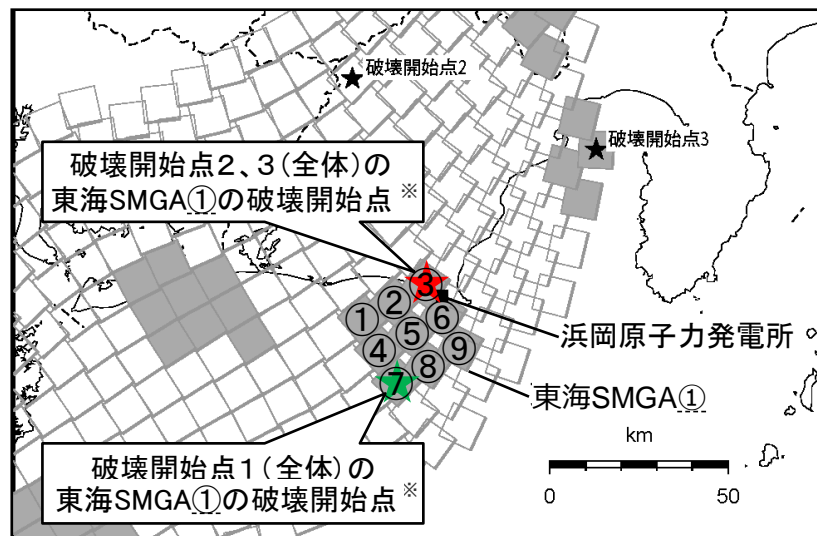 破壊開始点2
破壊開始点3
破壊開始点2、3(全体)の
東海SMGA①の破壊開始点※
③
②
①
⑥
⑤
④
⑨
⑧
⑦
浜岡原子力発電所
東海SMGA①
破壊開始点1(全体)の
東海SMGA①の破壊開始点※
km
0
50